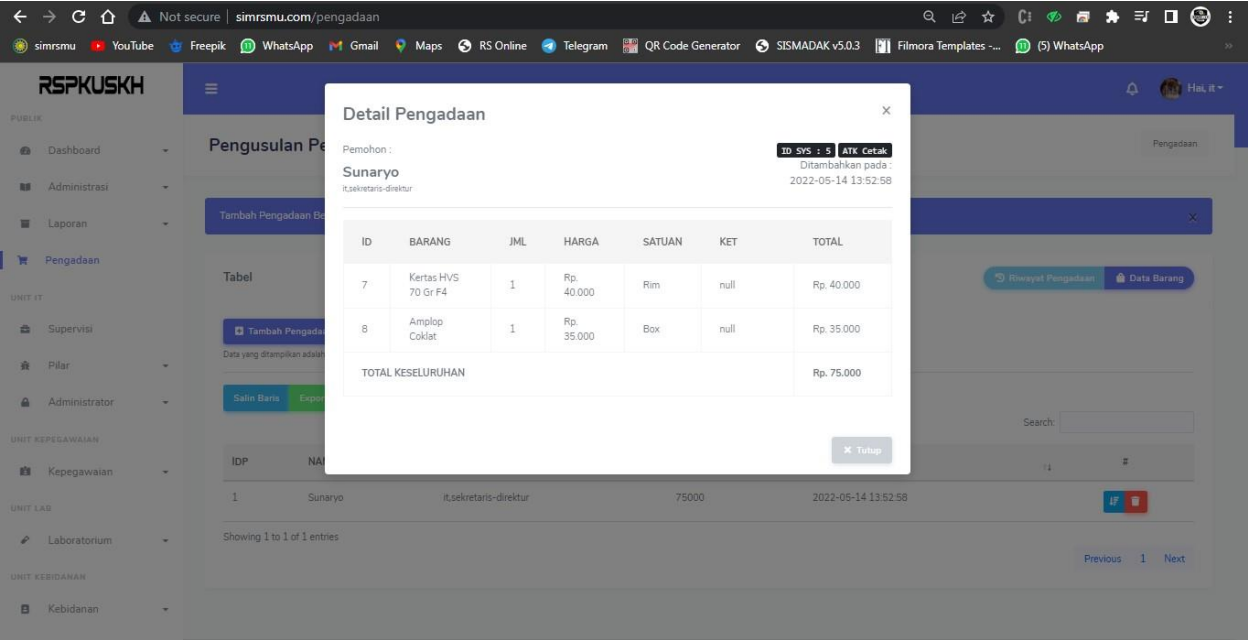 Not secure | simrsmu.com/pengadaan
simrsmu YouTube Freepik WhatsApp Gmail Maps RS Online Telegram QR Code Generator SISMADAK v5.0.3 Filmora Templates -... (5) WhatsApp
RSPKUSKH
Hai, it
PUBLIK
Dashboard
Administrasi
Laporan
Pengadaan
UNIT IT
Supervisi
Pilar
Administrator
UNIT KEPEGAWAIAN
Kepegawaian
UNIT LAB
Laboratorium
UNIT KEBIDANAN
Kebidanan
Pengusulan Pe
Pengadaan
Tambah Pengadaan Be
Tabel
Riwayat Pengadaan Data Barang
Tambah Pengada
Data yang ditampilkan adalah
Salin Baris Expor
Search:
IDP NA #
1 Sunaryo it,sekretaris-direktur 75000 2022-05-14 13:52:58
Showing 1 to 1 of 1 entries
Previous 1 Next
Detail Pengadaan ×
Pemohon :
Sunaryo
it,sekretaris-direktur
ID SYS : 5 ATK Cetak
Ditambahkan pada :
2022-05-14 13:52:58
ID BARANG JML HARGA SATUAN KET TOTAL
7 Kertas HVS 70 Gr F4 1 Rp. 40.000 Rim null Rp. 40.000
8 Amplop Coklat 1 Rp. 35.000 Box null Rp. 35.000
TOTAL KESELURUHAN Rp. 75.000
× Tutup